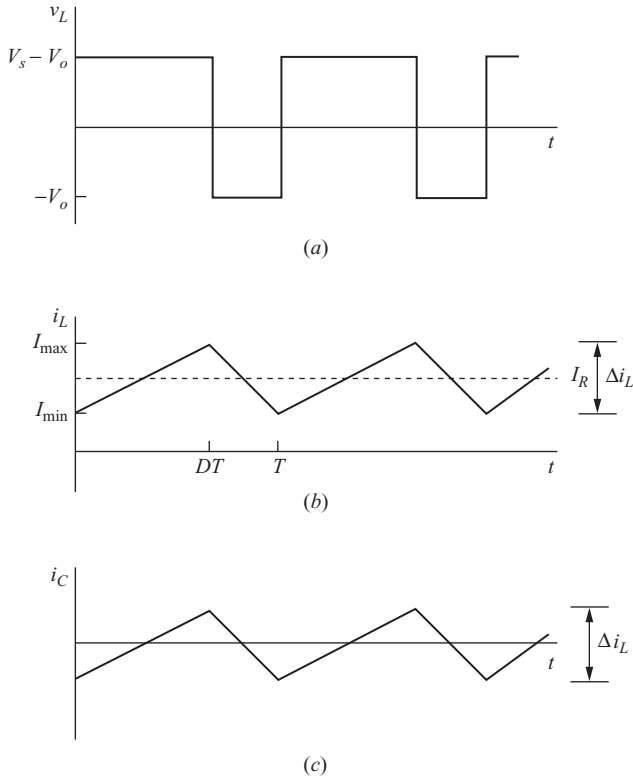 v_L
V_s – V_o
t
–V_o
(a)
i_L
I_max
I_R
Δi_L
I_min
DT
T
t
(b)
i_C
t
Δi_L
(c)